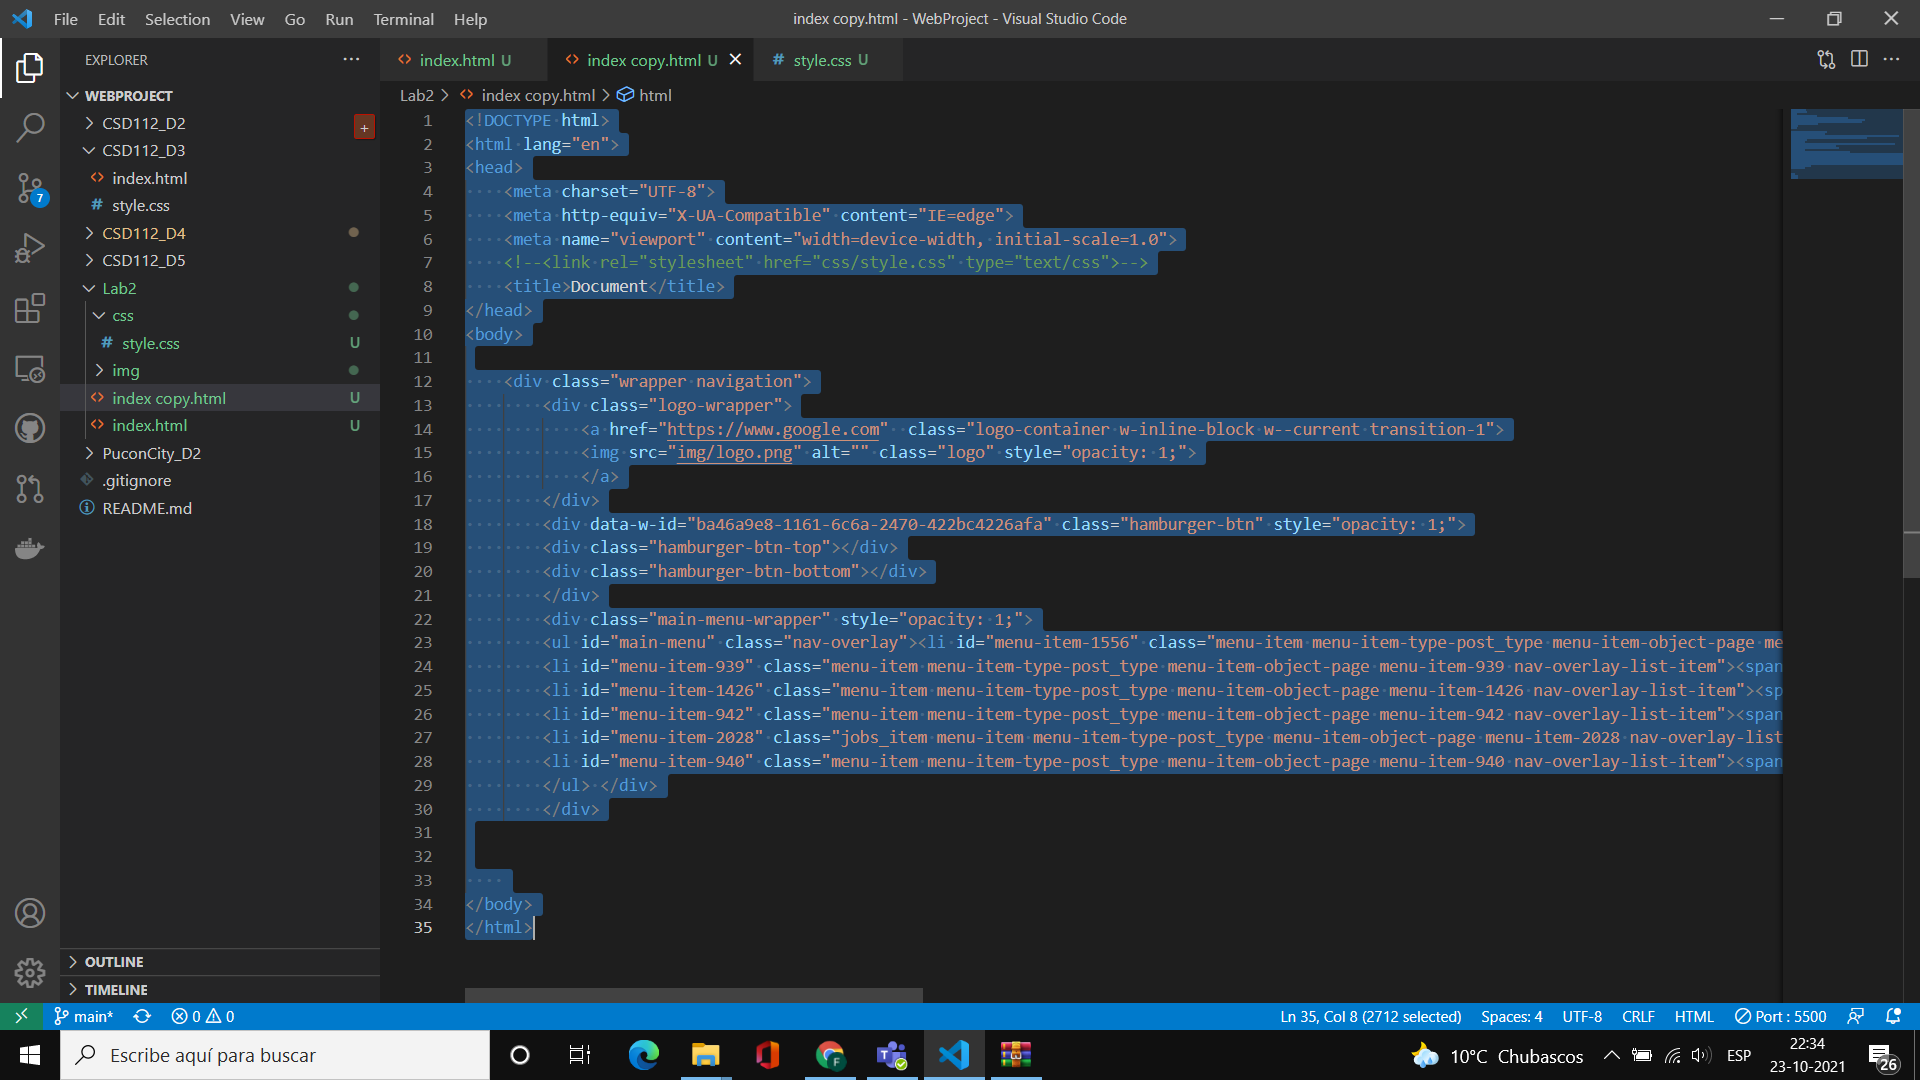 File Edit Selection View Go Run Terminal Help
index copy.html - WebProject - Visual Studio Code
EXPLORER
WEBPROJECT
CSD112_D2
CSD112_D3
index.html
style.css
CSD112_D4
CSD112_D5
Lab2
css
style.css U
img
index copy.html U
index.html U
PuconCity_D2
.gitignore
README.md
OUTLINE
TIMELINE
7
index.html U
index copy.html U
style.css U
Lab2 > index copy.html > html
1 <!DOCTYPE html>
2 <html lang="en">
3 <head>
4 <meta charset="UTF-8">
5 <meta http-equiv="X-UA-Compatible" content="IE=edge">
6 <meta name="viewport" content="width=device-width, initial-scale=1.0">
7 <!--<link rel="stylesheet" href="css/style.css" type="text/css">-->
8 <title>Document</title>
9 </head>
10 <body>
11
12 <div class="wrapper navigation">
13 <div class="logo-wrapper">
14 <a href="https://www.google.com"  class="logo-container w-inline-block w--current transition-1">
15 <img src="img/logo.png" alt="" class="logo" style="opacity: 1;">
16 </a>
17 </div>
18 <div data-w-id="ba46a9e8-1161-6c6a-2470-422bc4226afa" class="hamburger-btn" style="opacity: 1;">
19 <div class="hamburger-btn-top"></div>
20 <div class="hamburger-btn-bottom"></div>
21 </div>
22 <div class="main-menu-wrapper" style="opacity: 1;">
23 <ul id="main-menu" class="nav-overlay"><li id="menu-item-1556" class="menu-item menu-item-type-post_type menu-item-object-page me
24 <li id="menu-item-939" class="menu-item menu-item-type-post_type menu-item-object-page menu-item-939 nav-overlay-list-item"><span
25 <li id="menu-item-1426" class="menu-item menu-item-type-post_type menu-item-object-page menu-item-1426 nav-overlay-list-item"><sp
26 <li id="menu-item-942" class="menu-item menu-item-type-post_type menu-item-object-page menu-item-942 nav-overlay-list-item"><span
27 <li id="menu-item-2028" class="jobs_item menu-item menu-item-type-post_type menu-item-object-page menu-item-2028 nav-overlay-list
28 <li id="menu-item-940" class="menu-item menu-item-type-post_type menu-item-object-page menu-item-940 nav-overlay-list-item"><span
29 </ul> </div>
30 </div>
31
32
33
34 </body>
35 </html>
main* 0 0
Ln 35, Col 8 (2712 selected) Spaces: 4 UTF-8 CRLF HTML Port : 5500
Escribe aquí para buscar
10°C Chubascos ESP
22:34
23-10-2021
26